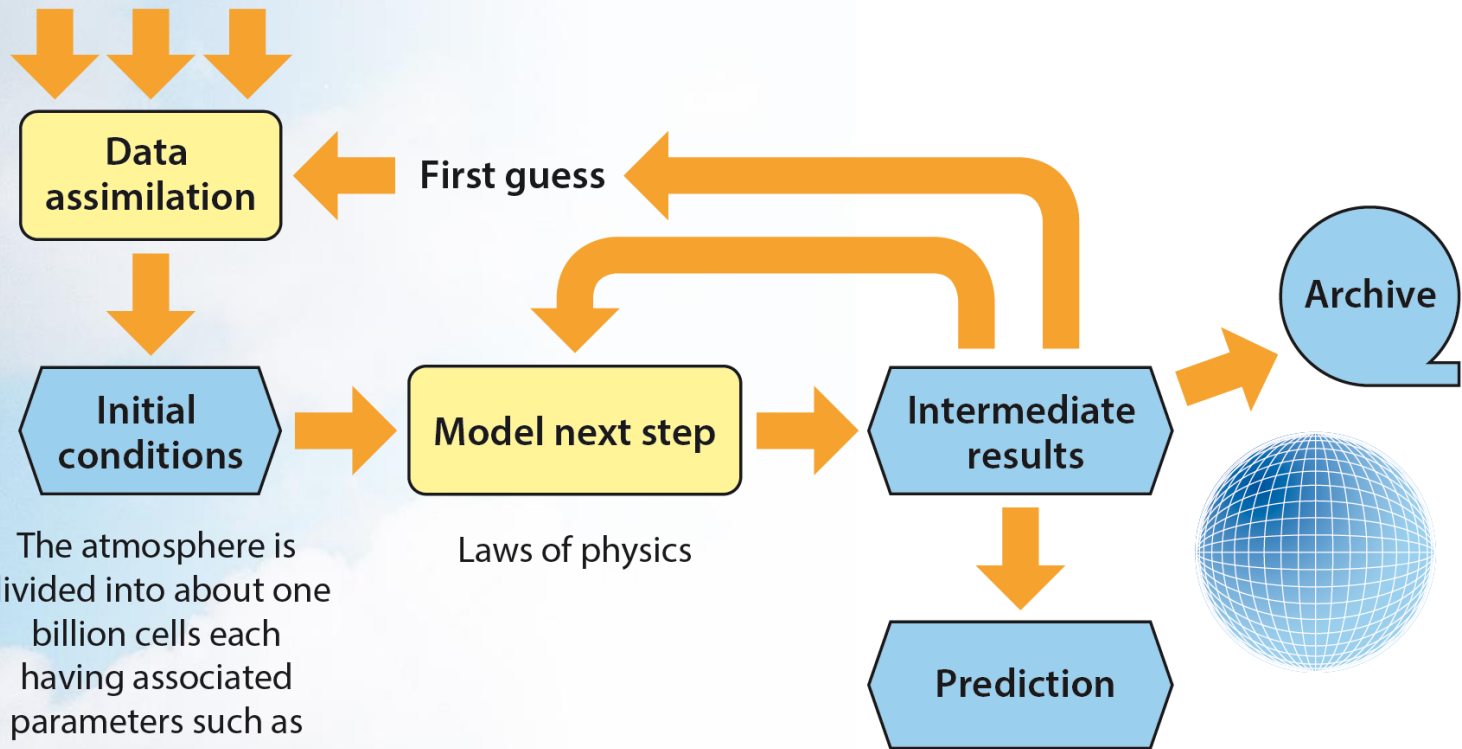 Data
assimilation
First guess
Archive
Initial
conditions
Model next step
Intermediate
results
The atmosphere is
divided into about one
billion cells each
having associated
parameters such as
Laws of physics
Prediction